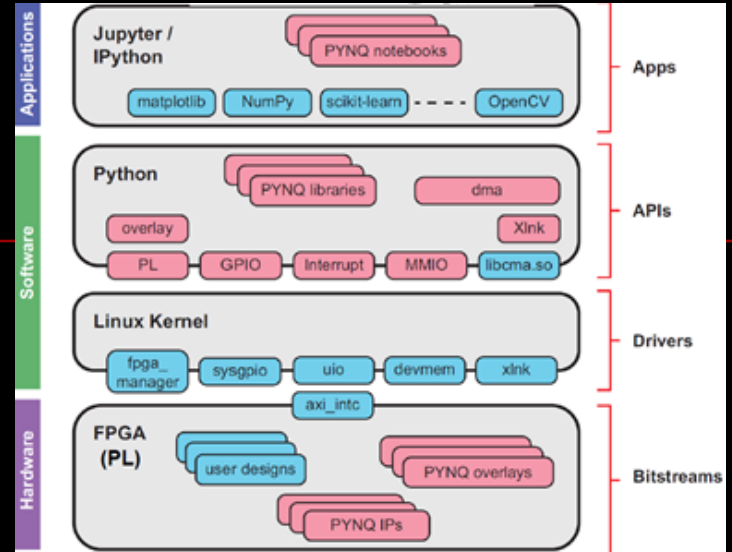 Applications
Jupyter /
IPython
PYNQ notebooks
matplotlib
NumPy
scikit-learn
OpenCV
Apps
Software
Python
PYNQ libraries
dma
overlay
Xlnk
PL
GPIO
Interrupt
MMIO
libcma.so
APIs
Linux Kernel
fpga_
manager
sysgpio
uio
devmem
xlnk
Drivers
axi_intc
Hardware
FPGA
(PL)
user designs
PYNQ overlays
PYNQ IPs
Bitstreams